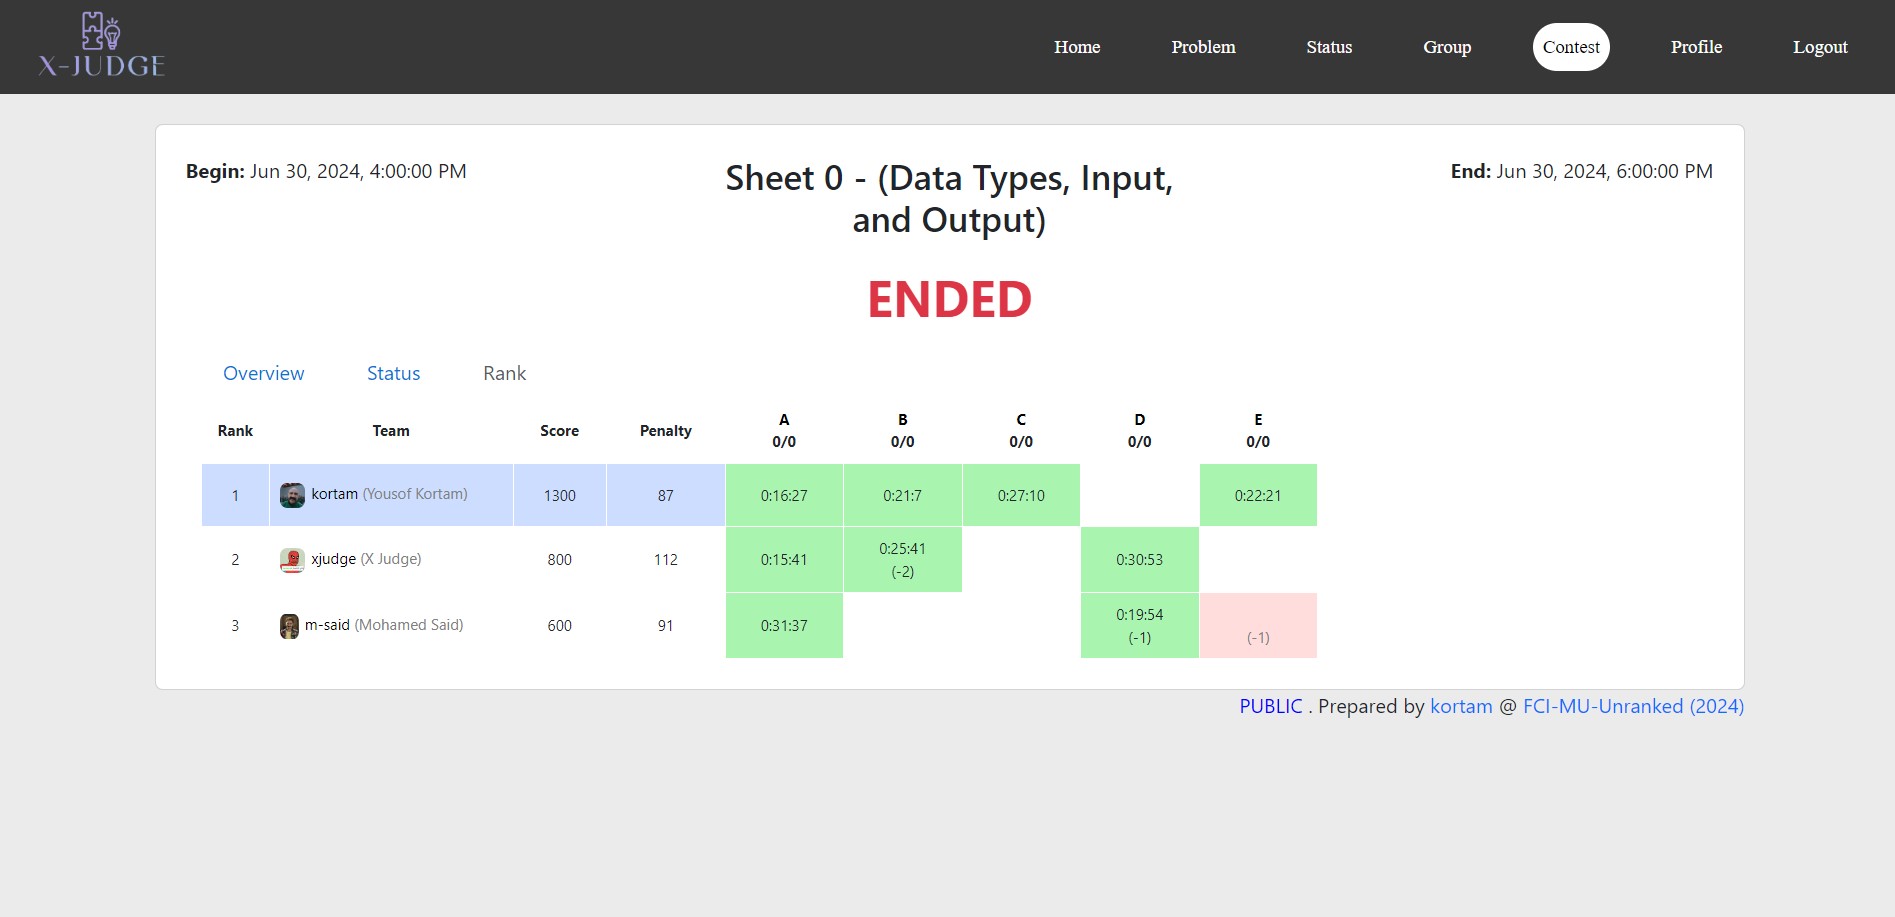 X-JUDGE
Home Problem Status Group Contest Profile Logout
Begin: Jun 30, 2024, 4:00:00 PM
Sheet 0 - (Data Types, Input,
and Output)
End: Jun 30, 2024, 6:00:00 PM
ENDED
Overview Status Rank
Rank Team Score Penalty A B C D E
0/0 0/0 0/0 0/0 0/0
1 kortam (Yousof Kortam) 1300 87 0:16:27 0:21:7 0:27:10 0:22:21
2 xjudge (X Judge) 800 112 0:15:41 0:25:41 0:30:53
(-2)
3 m-said (Mohamed Said) 600 91 0:31:37 0:19:54
(-1) (-1)
PUBLIC . Prepared by kortam @ FCI-MU-Unranked (2024)